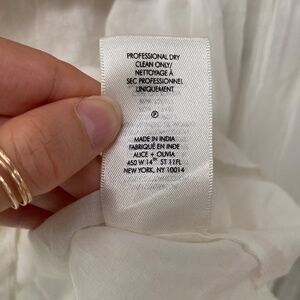 PROFESSIONAL DRY
CLEAN ONLY/
NETTOYAGE À
SEC PROFESSIONNEL
UNIQUEMENT
P
MADE IN INDIA
FABRIQUÉ EN INDE
ALICE + OLIVIA
450 W 14TH ST 11FL
NEW YORK, NY 10014